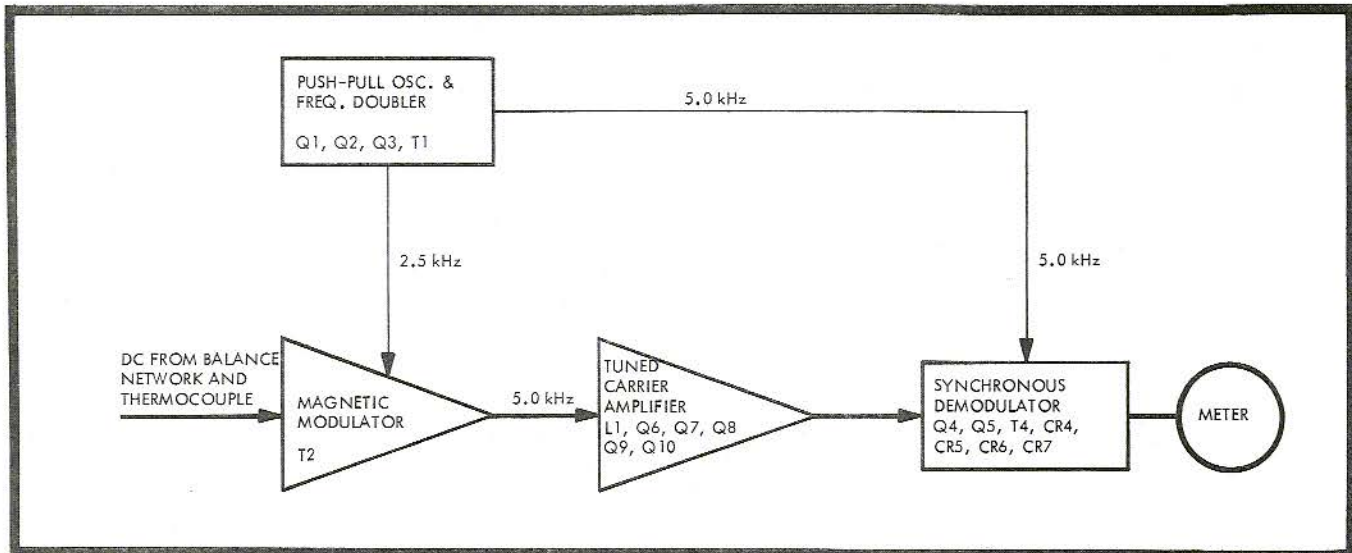 PUSH-PULL OSC. &
FREQ. DOUBLER
Q1, Q2, Q3, T1
5.0 kHz
2.5 kHz
5.0 kHz
DC FROM BALANCE
NETWORK AND
THERMOCOUPLE
MAGNETIC
MODULATOR
T2
5.0 kHz
TUNED
CARRIER
AMPLIFIER
L1, Q6, Q7, Q8
Q9, Q10
SYNCHRONOUS
DEMODULATOR
Q4, Q5, T4, CR4,
CR5, CR6, CR7
METER